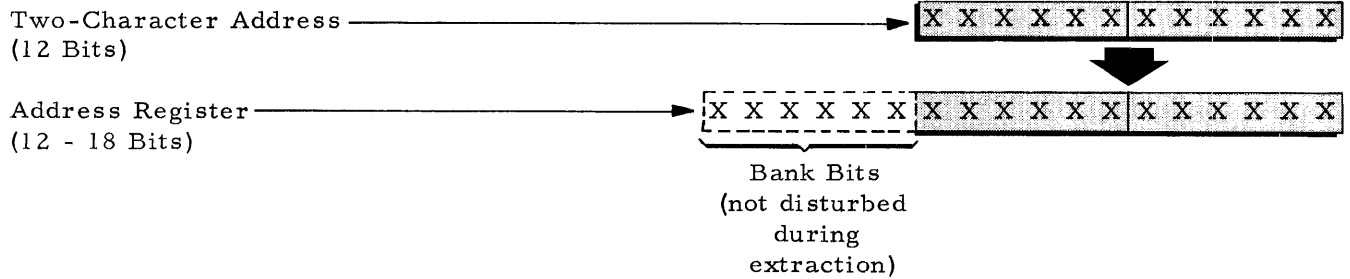 Two-Character Address X X X X X X X X X X X X
(12 Bits)
Address Register X X X X X X X X X X X X X X X X X X
(12 - 18 Bits)
Bank Bits
(not disturbed
during
extraction)